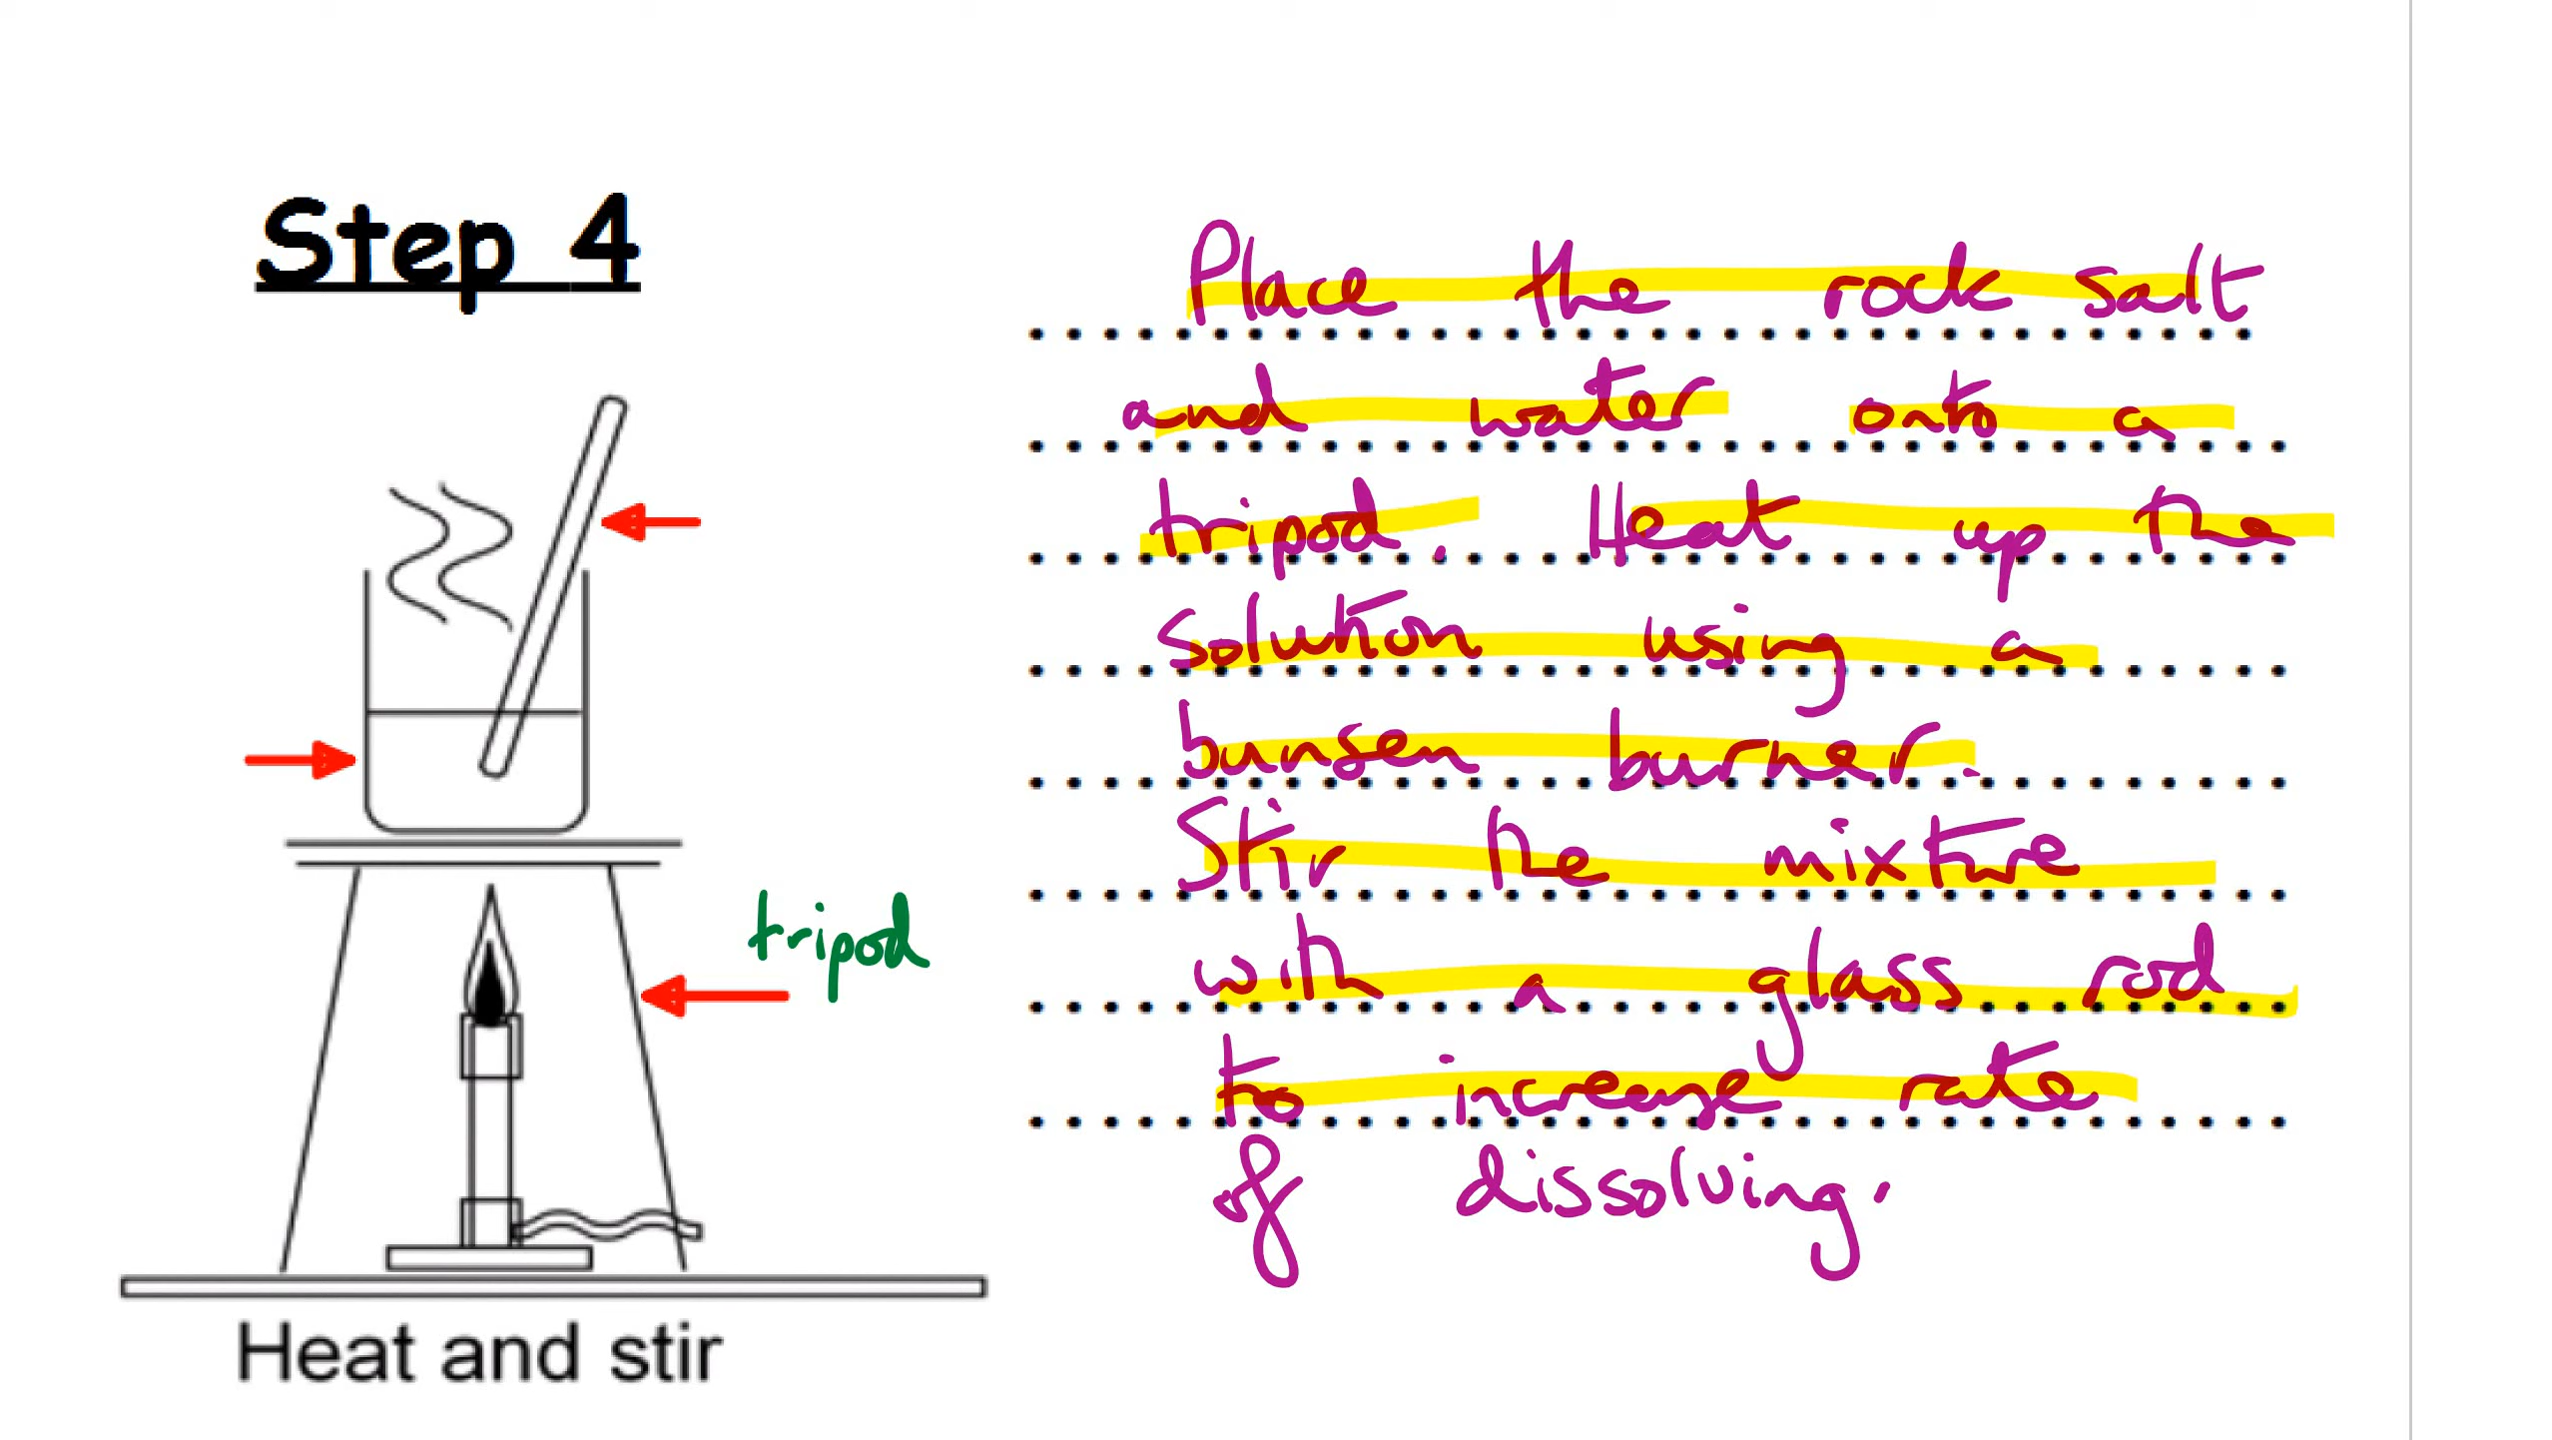 Step 4
Place the rock salt
and water onto a
tripod. Heat up the
solution using a
bunsen burner.
Stir the mixture
with a glass rod
to increase rate
of dissolving.
tripod
Heat and stir